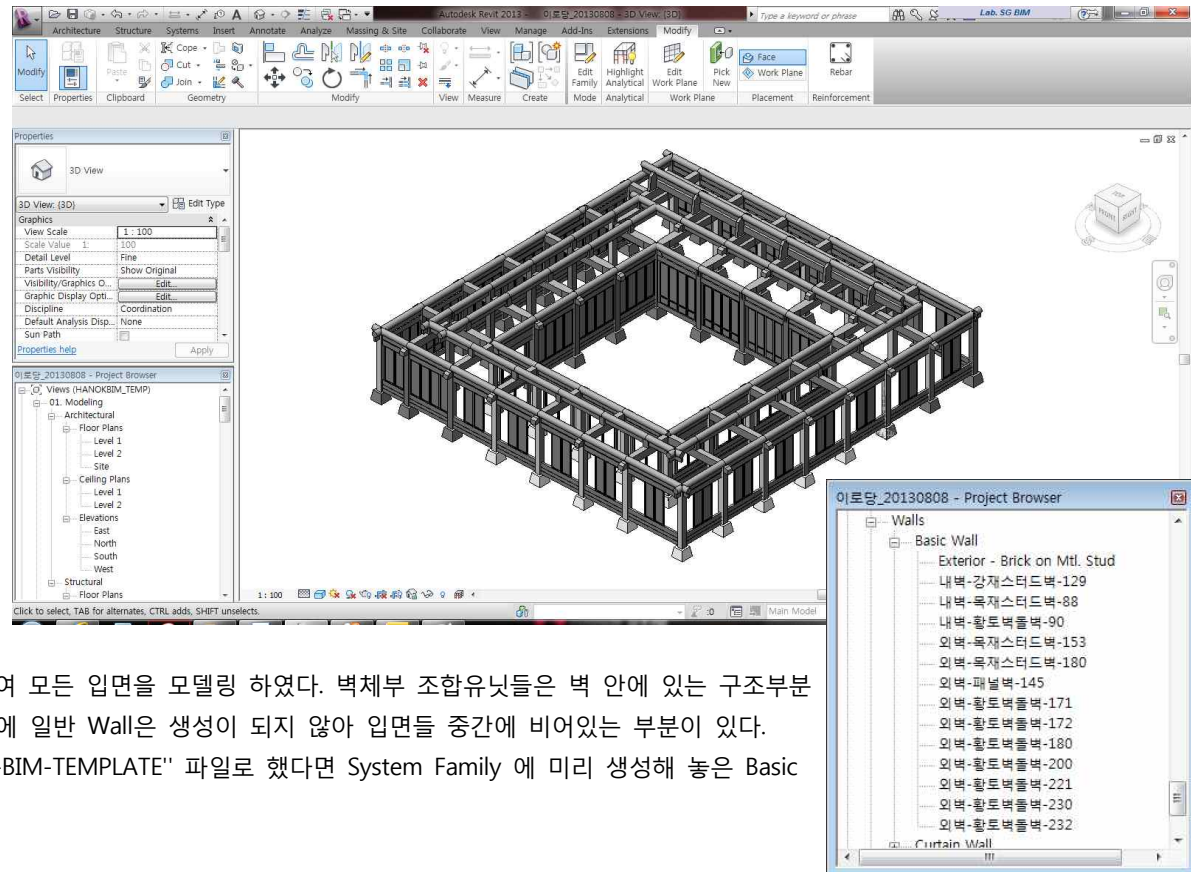 Autodesk Revit 2013 - 이로당_20130808 - 3D View: {3D}
Type a keyword or phrase
Lab. SG BIM
Architecture Structure Systems Insert Annotate Analyze Massing & Site Collaborate View Manage Add-Ins Extensions Modify
Modify
Paste
Cope
Cut
Join
Edit Family
Highlight Analytical
Edit Work Plane
Pick New
Face
Work Plane
Rebar
Select Properties Clipboard Geometry Modify View Measure Create Mode Analytical Work Plane Placement Reinforcement
Properties
3D View
3D View: {3D}
Edit Type
Graphics
View Scale 1 : 100
Scale Value 1: 100
Detail Level Fine
Parts Visibility Show Original
Visibility/Graphics O... Edit...
Graphic Display Opti... Edit...
Discipline Coordination
Default Analysis Disp... None
Sun Path
Properties help Apply
이로당_20130808 - Project Browser
Views (HANOKBIM_TEMP)
01. Modeling
Architectural
Floor Plans
Level 1
Level 2
Site
Ceiling Plans
Level 1
Level 2
Elevations
East
North
South
West
Structural
Floor Plans
TOP
FRONT
RIGHT
1 : 100
Click to select, TAB for alternates, CTRL adds, SHIFT unselects.
:0
Main Model
이로당_20130808 - Project Browser
Walls
Basic Wall
Exterior - Brick on Mtl. Stud
내벽-강재스터드벽-129
내벽-목재스터드벽-88
내벽-황토벽돌벽-90
외벽-목재스터드벽-153
외벽-목재스터드벽-180
외벽-패널벽-145
외벽-황토벽돌벽-171
외벽-황토벽돌벽-172
외벽-황토벽돌벽-180
외벽-황토벽돌벽-200
외벽-황토벽돌벽-221
외벽-황토벽돌벽-230
외벽-황토벽돌벽-232
Curtain Wall
여 모든 입면을 모델링 하였다. 벽체부 조합유닛들은 벽 안에 있는 구조부분
에 일반 Wall은 생성이 되지 않아 입면들 중간에 비어있는 부분이 있다.
-BIM-TEMPLATE" 파일로 했다면 System Family 에 미리 생성해 놓은 Basic